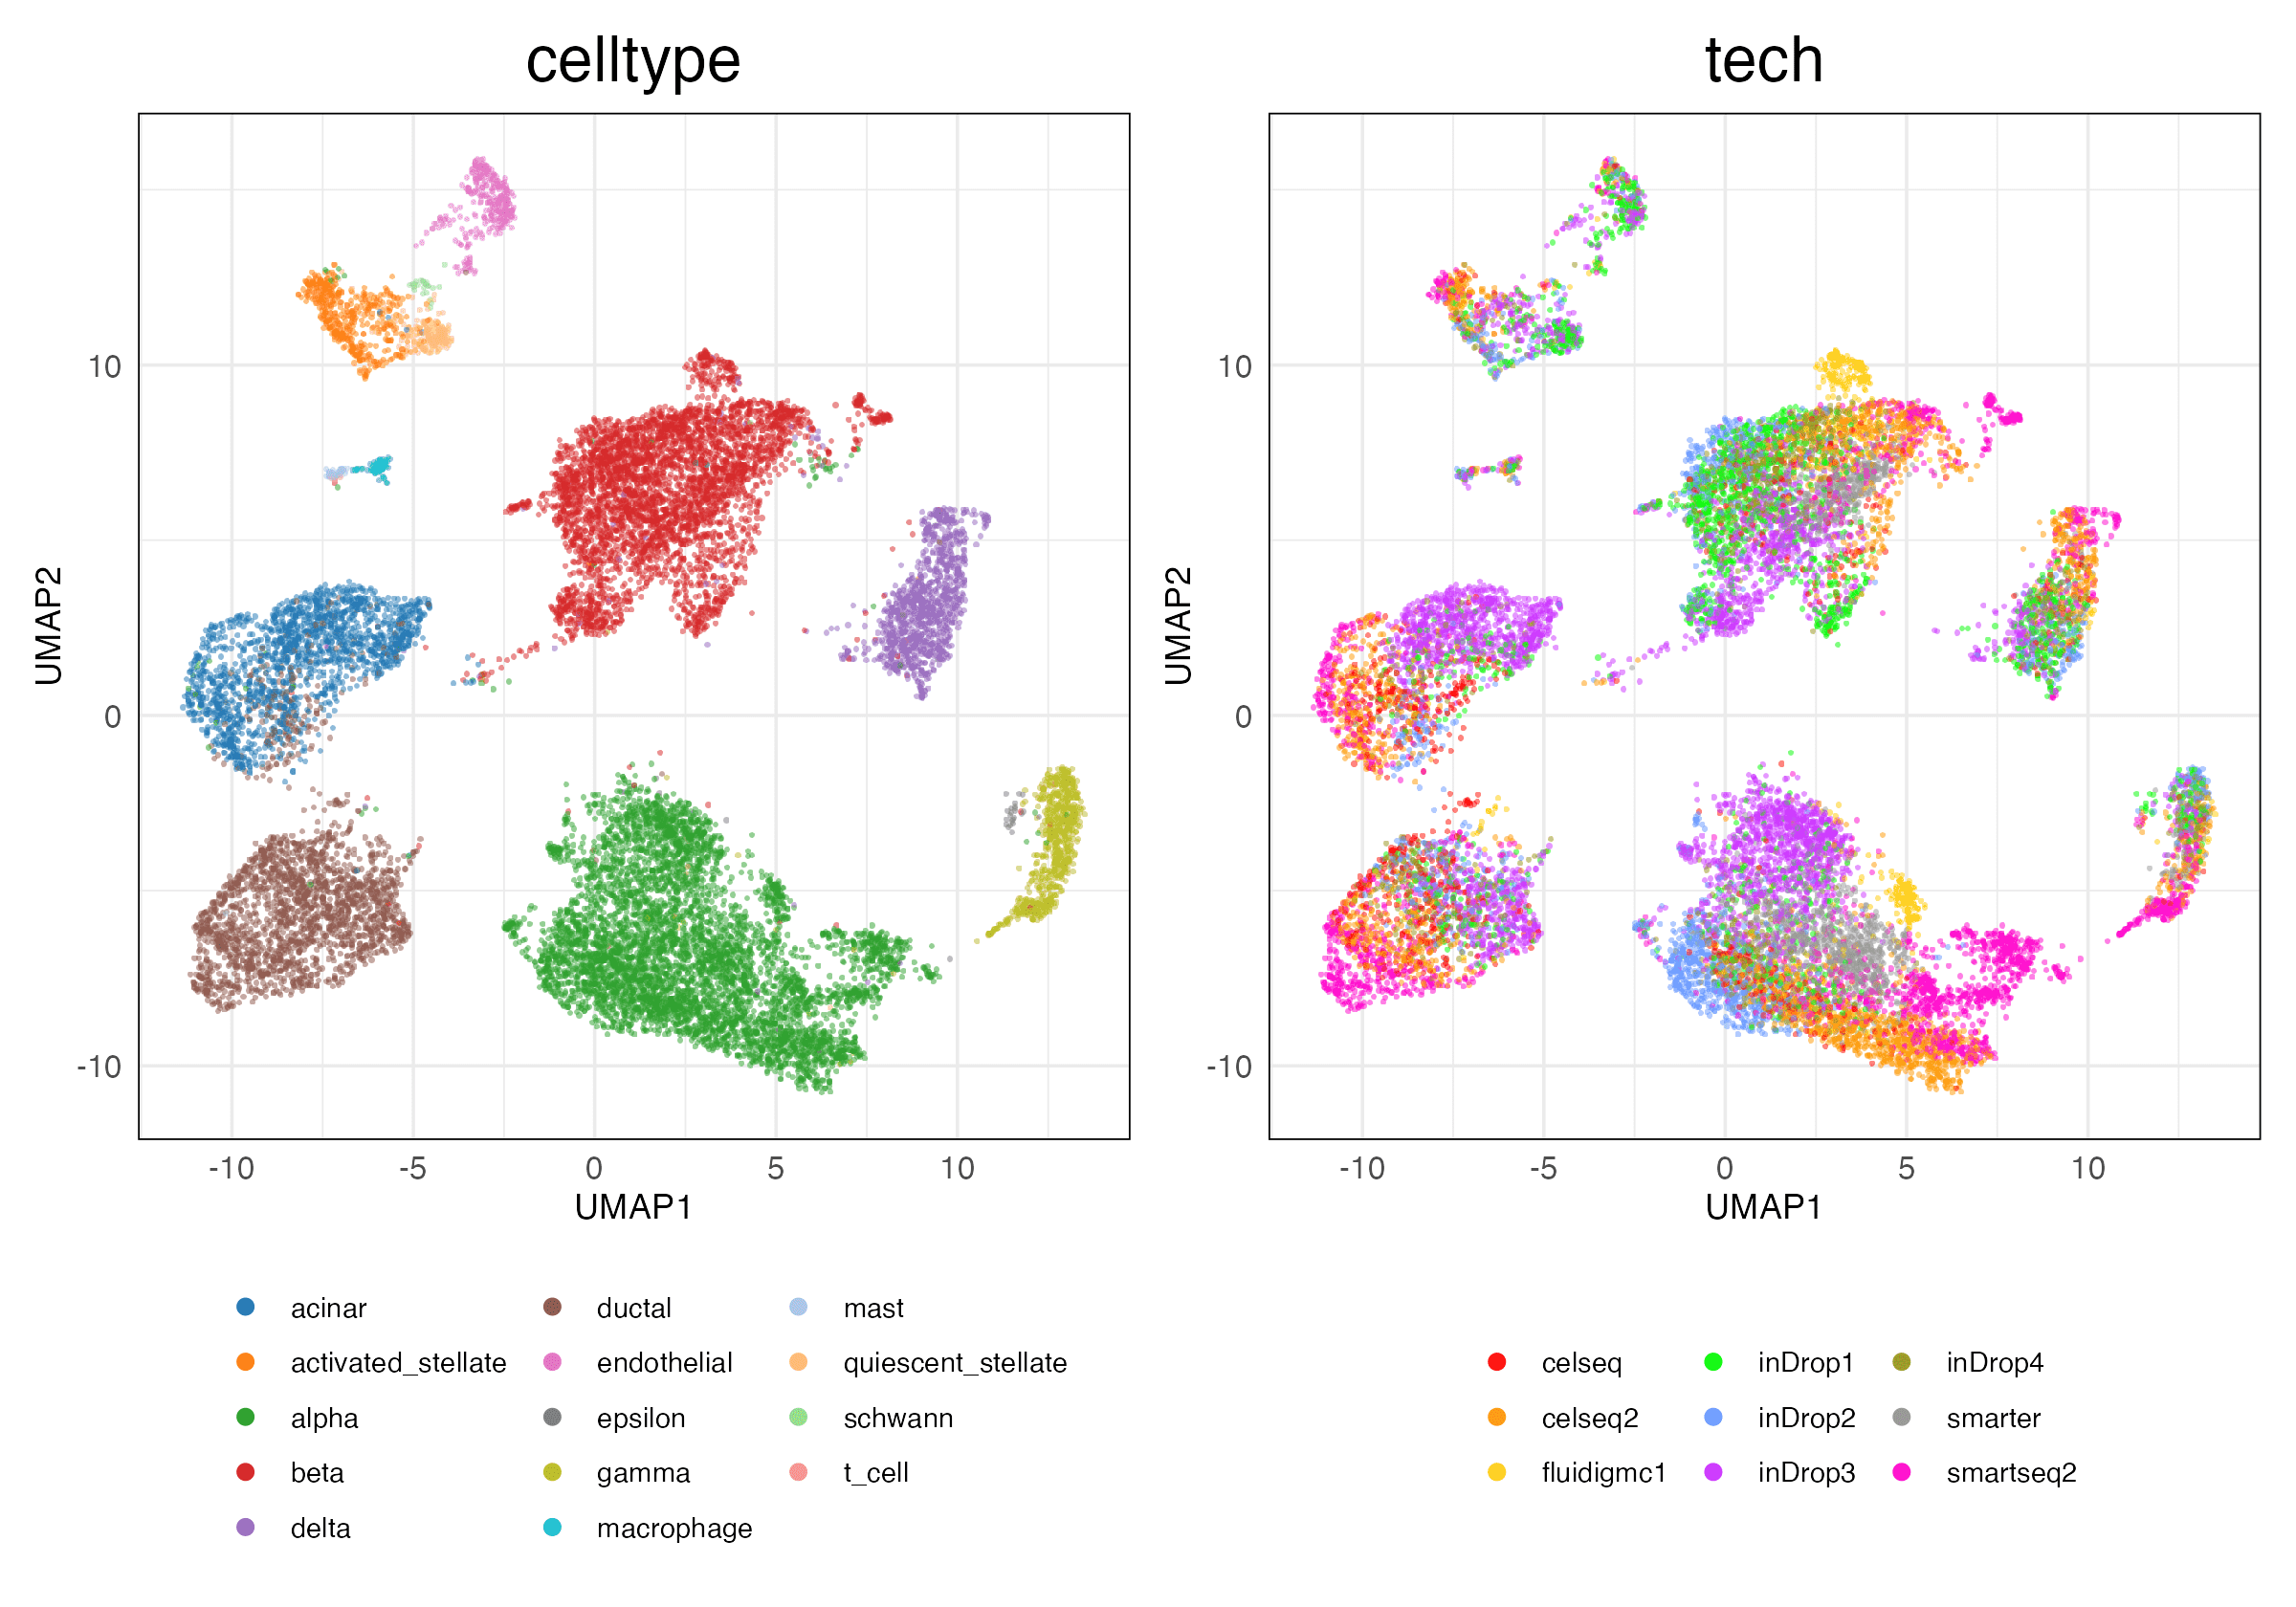 celltype
10
0
-10
UMAP2
-10 -5 0 5 10
UMAP1
acinar
activated_stellate
alpha
beta
delta
ductal
endothelial
epsilon
gamma
macrophage
mast
quiescent_stellate
schwann
t_cell
tech
10
0
-10
UMAP2
-10 -5 0 5 10
UMAP1
celseq
celseq2
fluidigmc1
inDrop1
inDrop2
inDrop3
inDrop4
smarter
smartseq2